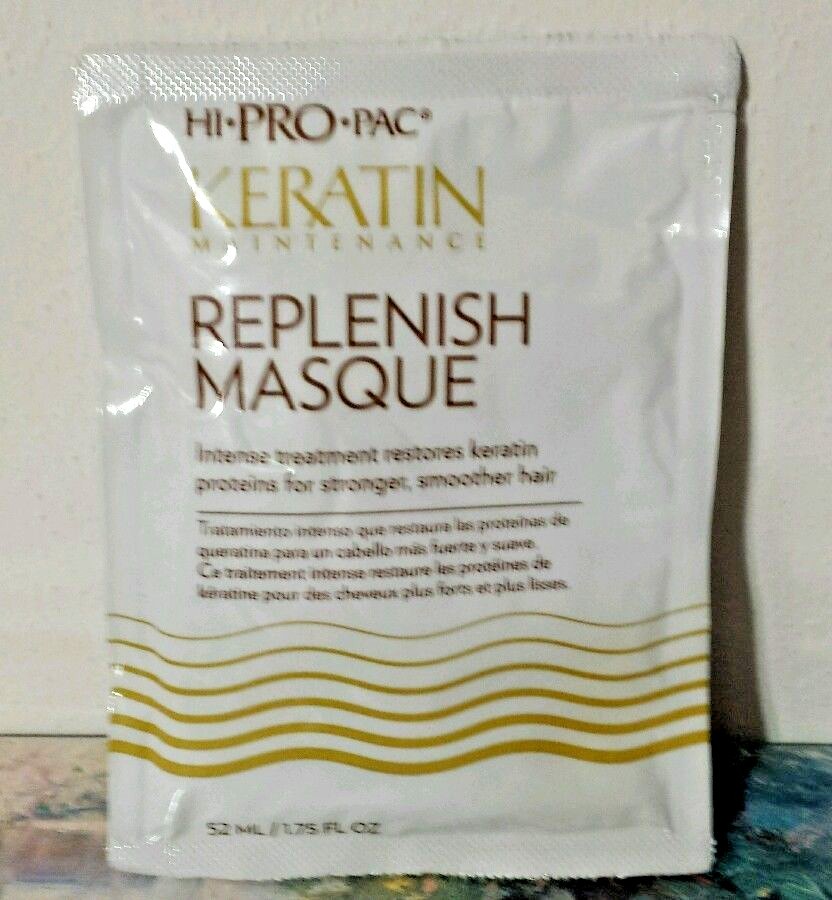 HI•PRO•PAC®
KERATIN
MAINTENANCE
REPLENISH
MASQUE
Intense treatment restores keratin
proteins for stronger, smoother hair
Tratamiento intenso que restaura las proteínas de
queratina para un cabello más fuerte y suave.
Ce traitement intense restaure les protéines de
kératine pour des cheveux plus forts et plus lisses.
52 ML / 1.75 FL OZ